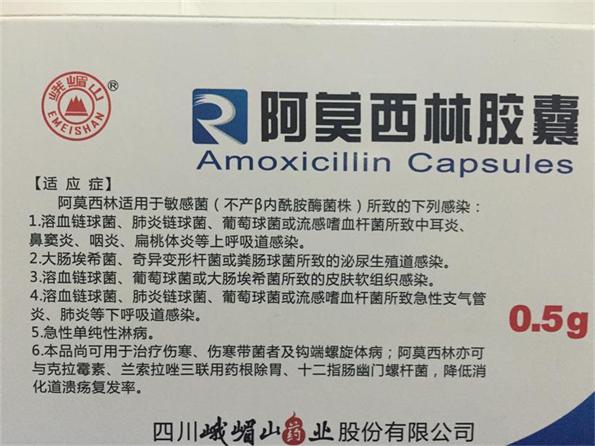 峨嵋山®
EMEISHAN
R
阿莫西林胶囊
Amoxicillin Capsules
【适 应 症】
阿莫西林适用于敏感菌（不产β内酰胺酶菌株）所致的下列感染：
1.溶血链球菌、肺炎链球菌、葡萄球菌或流感嗜血杆菌所致中耳炎、
鼻窦炎、咽炎、扁桃体炎等上呼吸道感染。
2.大肠埃希菌、奇异变形杆菌或粪肠球菌所致的泌尿生殖道感染。
3.溶血链球菌、葡萄球菌或大肠埃希菌所致的皮肤软组织感染。
4.溶血链球菌、肺炎链球菌、葡萄球菌或流感嗜血杆菌所致急性支气管
炎、肺炎等下呼吸道感染。
5.急性单纯性淋病。
6.本品尚可用于治疗伤寒、伤寒带菌者及钩端螺旋体病；阿莫西林亦可
与克拉霉素、兰索拉唑三联用药根除胃、十二指肠幽门螺杆菌，降低消
化道溃疡复发率。
0.5g
四川峨嵋山药业股份有限公司